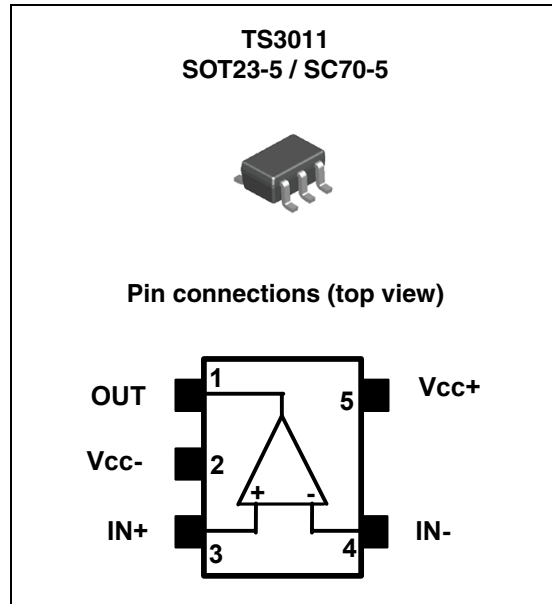 TS3011
SOT23-5 / SC70-5
Pin connections (top view)
OUT 1 5 Vcc+
Vcc- 2
+ -
IN+ 3 4 IN-